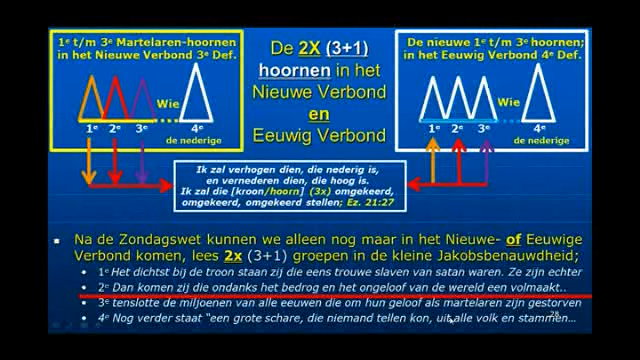 1e t/m 3e Martelaren-hoornen
in het Nieuwe Verbond 3e Def.
Wie
1e 2e 3e 4e
de nederige
De 2X (3+1)
hoornen in het
Nieuwe Verbond
en
Eeuwig Verbond
De nieuwe 1e t/m 3e hoornen;
in het Eeuwig Verbond 4e Def.
Wie
1e 2e 3e 4e
de nederige
Ik zal verhogen dien, die nederig is,
en vernederen dien, die hoog is.
Ik zal die [kroon/hoorn] (3x) omgekeerd,
omgekeerd, omgekeerd stellen; Ez. 21:27
Na de Zondagswet kunnen we alleen nog maar in het Nieuwe- of Eeuwige
Verbond komen, lees 2x (3+1) groepen in de kleine Jakobsbenauwdheid;
1e Het dichtst bij de troon staan zij die eens trouwe slaven van satan waren. Ze zijn echter
2e Dan komen zij die ondanks het bedrog en het ongeloof van de wereld een volmaakt..
3e tenslotte de miljoenen van alle eeuwen die om hun geloof als martelaren zijn gestorven
4e Nog verder staat "een grote schare, die niemand tellen kon, uit alle volk en stammen…
28